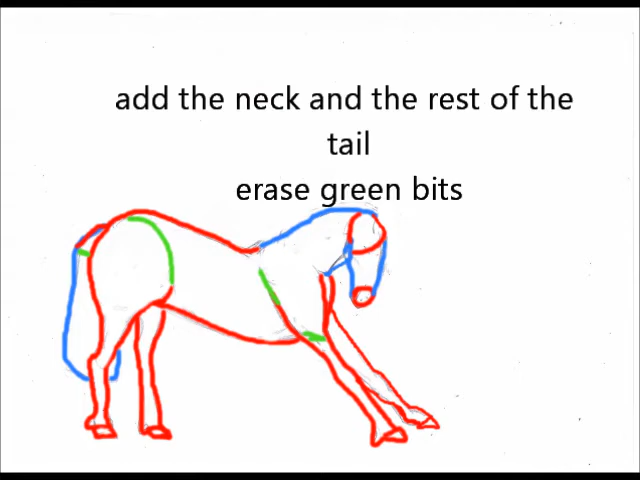 add the neck and the rest of the
tail
erase green bits